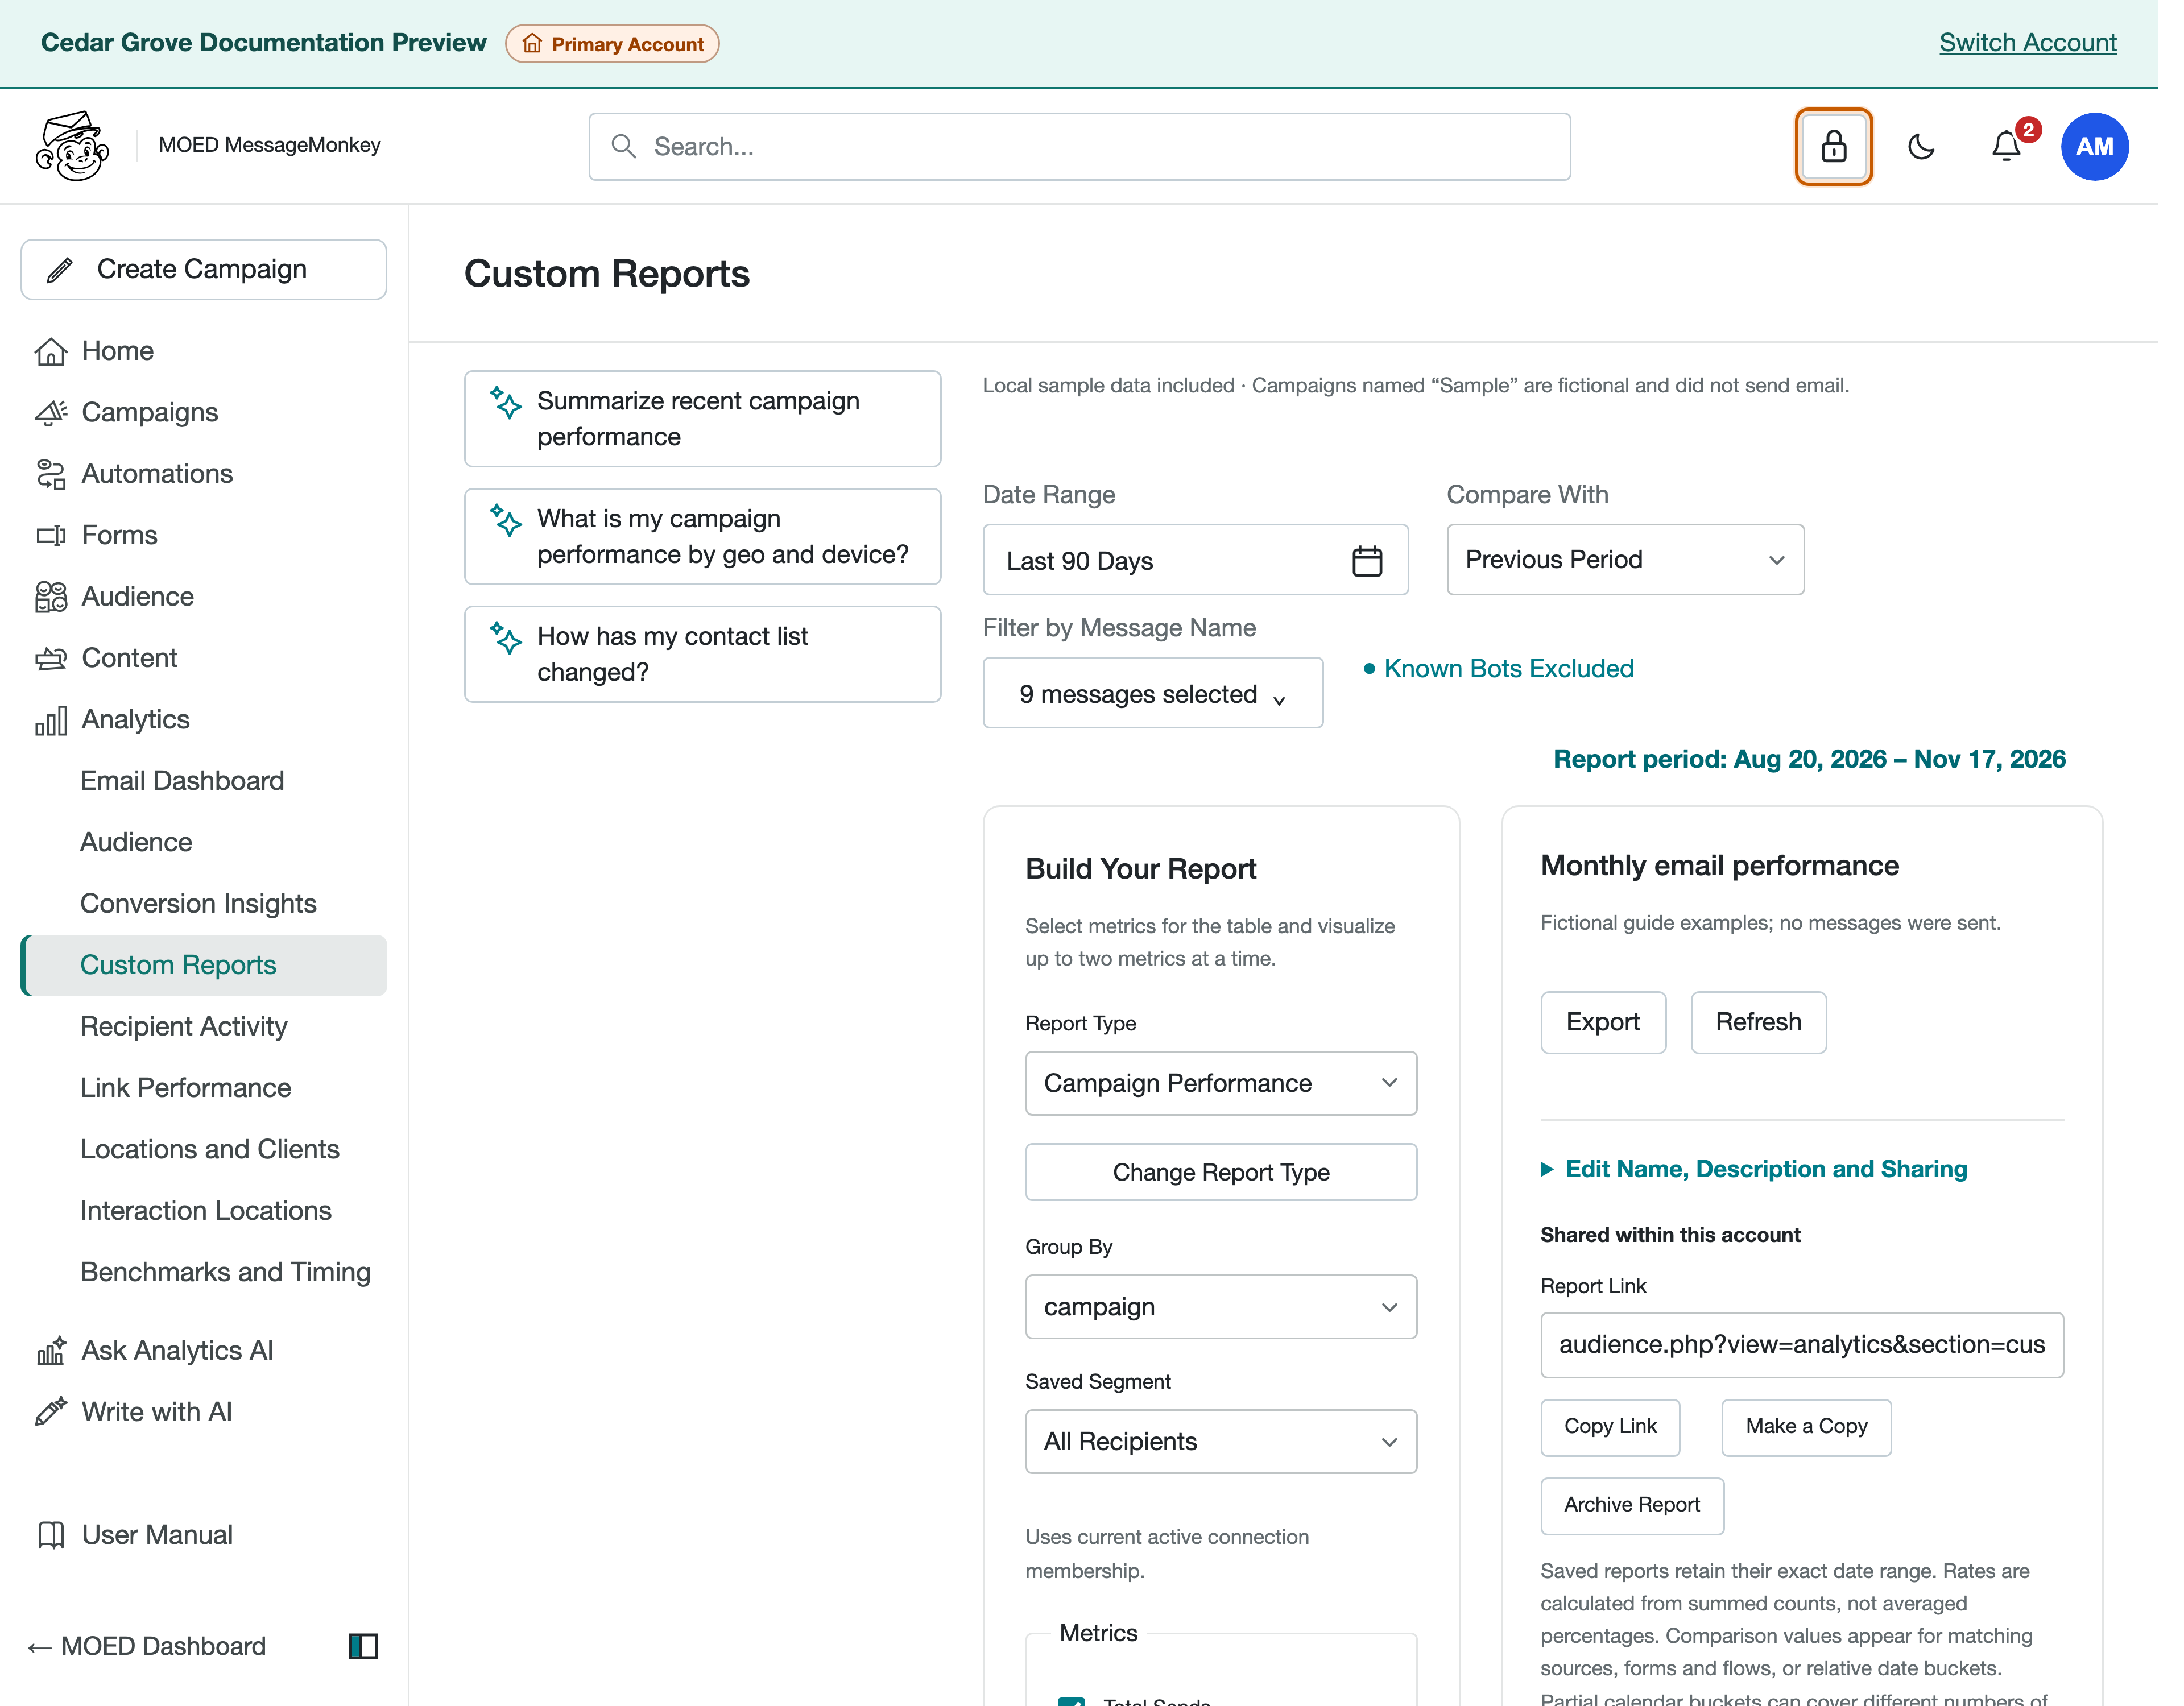 Cedar Grove Documentation Preview
Primary Account
Switch Account
MOED MessageMonkey
Search...
2
AM
Create Campaign
Home
Campaigns
Automations
Forms
Audience
Content
Analytics
Email Dashboard
Audience
Conversion Insights
Custom Reports
Recipient Activity
Link Performance
Locations and Clients
Interaction Locations
Benchmarks and Timing
Ask Analytics AI
Write with AI
User Manual
← MOED Dashboard
Custom Reports
Summarize recent campaign
performance
What is my campaign
performance by geo and device?
How has my contact list
changed?
Local sample data included · Campaigns named “Sample” are fictional and did not send email.
Date Range
Last 90 Days
Compare With
Previous Period
Filter by Message Name
9 messages selected
• Known Bots Excluded
Report period: Aug 20, 2026 – Nov 17, 2026
Build Your Report
Select metrics for the table and visualize
up to two metrics at a time.
Report Type
Campaign Performance
Change Report Type
Group By
campaign
Saved Segment
All Recipients
Uses current active connection
membership.
Metrics
Total Sends
Monthly email performance
Fictional guide examples; no messages were sent.
Export
Refresh
Edit Name, Description and Sharing
Shared within this account
Report Link
audience.php?view=analytics&section=cus
Copy Link
Make a Copy
Archive Report
Saved reports retain their exact date range. Rates are
calculated from summed counts, not averaged
percentages. Comparison values appear for matching
sources, forms and flows, or relative date buckets.
Partial calendar buckets can cover different numbers of